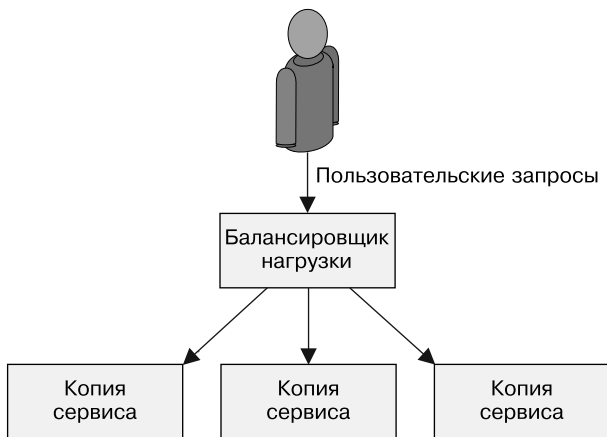 Пользовательские запросы
Балансировщик
нагрузки
Копия
сервиса
Копия
сервиса
Копия
сервиса